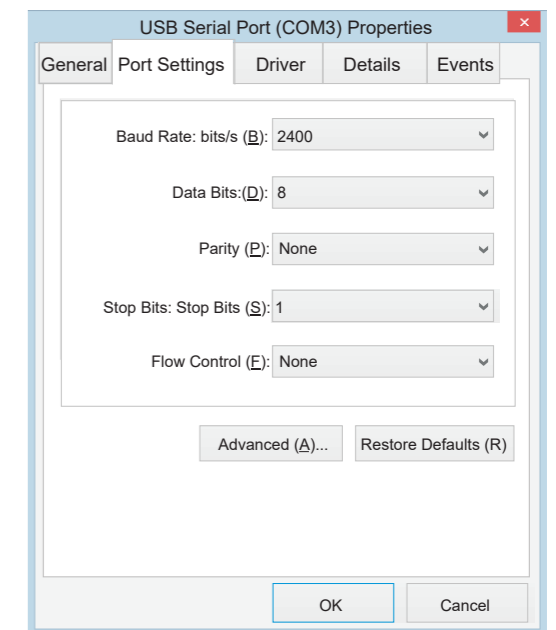 USB Serial Port (COM3) Properties
×
General Port Settings Driver Details Events
Baud Rate: bits/s (B): 2400
Data Bits:(D): 8
Parity (P): None
Stop Bits: Stop Bits (S): 1
Flow Control (F): None
Advanced (A)... Restore Defaults (R)
OK Cancel